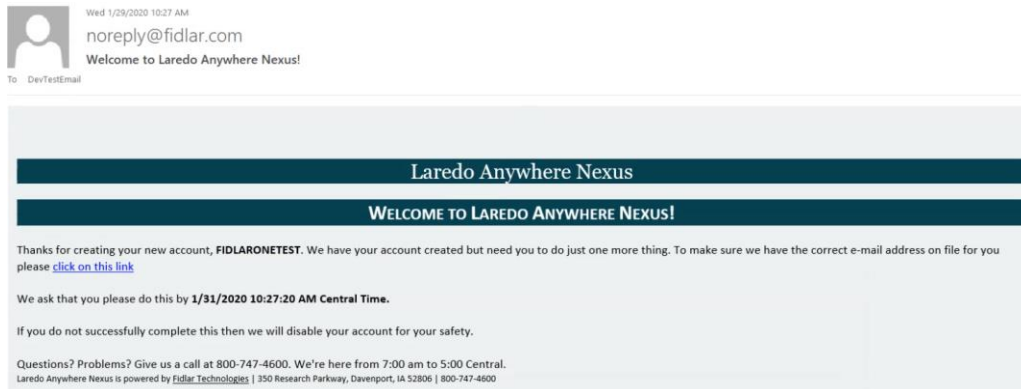 Wed 1/29/2020 10:27 AM
noreply@fidlar.com
Welcome to Laredo Anywhere Nexus!
To DevTestEmail
Laredo Anywhere Nexus
WELCOME TO LAREDO ANYWHERE NEXUS!
Thanks for creating your new account, FIDLARONETEST. We have your account created but need you to do just one more thing. To make sure we have the correct e-mail address on file for you
please click on this link
We ask that you please do this by 1/31/2020 10:27:20 AM Central Time.
If you do not successfully complete this then we will disable your account for your safety.
Questions? Problems? Give us a call at 800-747-4600. We're here from 7:00 am to 5:00 Central.
Laredo Anywhere Nexus is powered by Fidlar Technologies | 350 Research Parkway, Davenport, IA 52806 | 800-747-4600